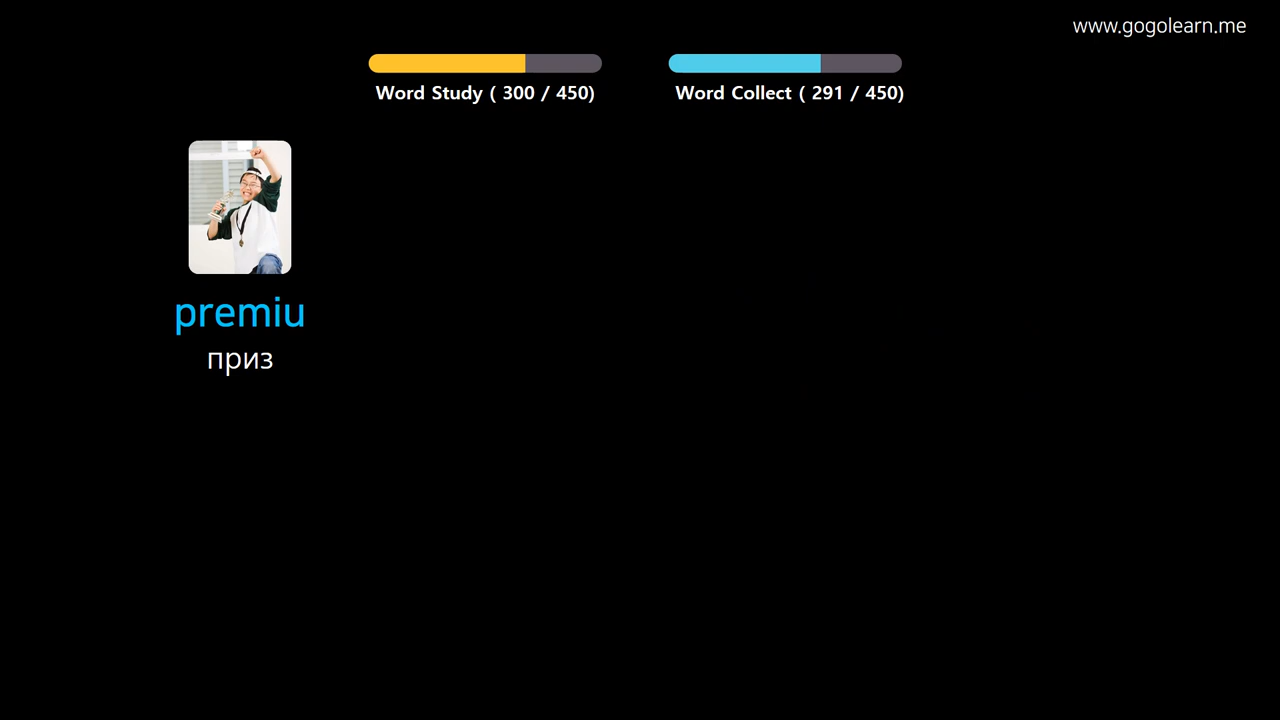 www.gogolearn.me
Word Study ( 300 / 450)
Word Collect ( 291 / 450)
premiu
приз